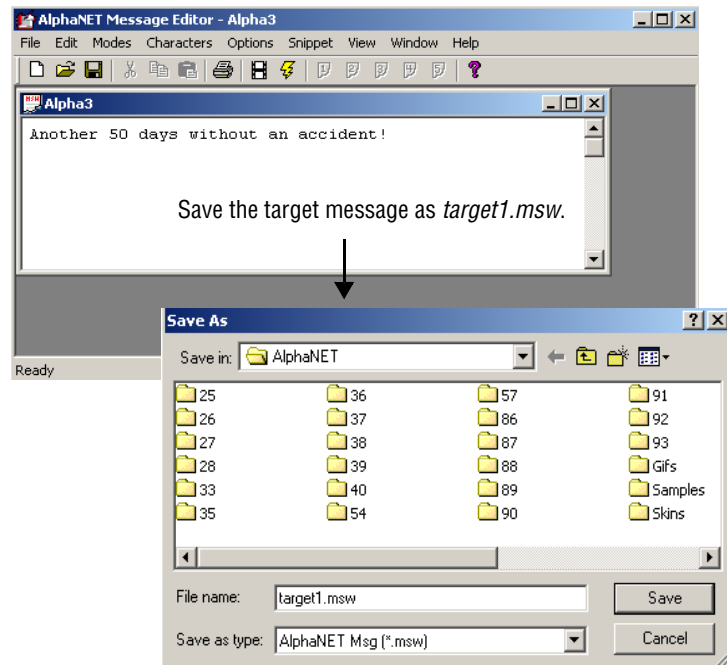 AlphaNET Message Editor - Alpha3
File Edit Modes Characters Options Snippet View Window Help
Alpha3
Another 50 days without an accident!
Save the target message as target1.msw.
Ready
Save As
Save in: AlphaNET
25 36 57 91
26 37 86 92
27 38 87 93
28 39 88 Gifs
33 40 89 Samples
35 54 90 Skins
File name: target1.msw Save
Save as type: AlphaNET Msg (*.msw) Cancel